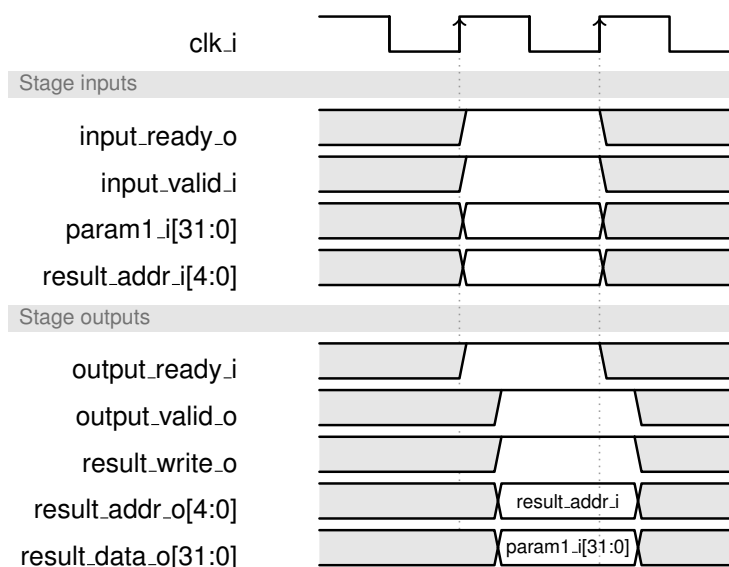 clk_i
Stage inputs
input_ready_o
input_valid_i
param1_i[31:0]
result_addr_i[4:0]
Stage outputs
output_ready_i
output_valid_o
result_write_o
result_addr_o[4:0] result_addr_i
result_data_o[31:0] param1_i[31:0]